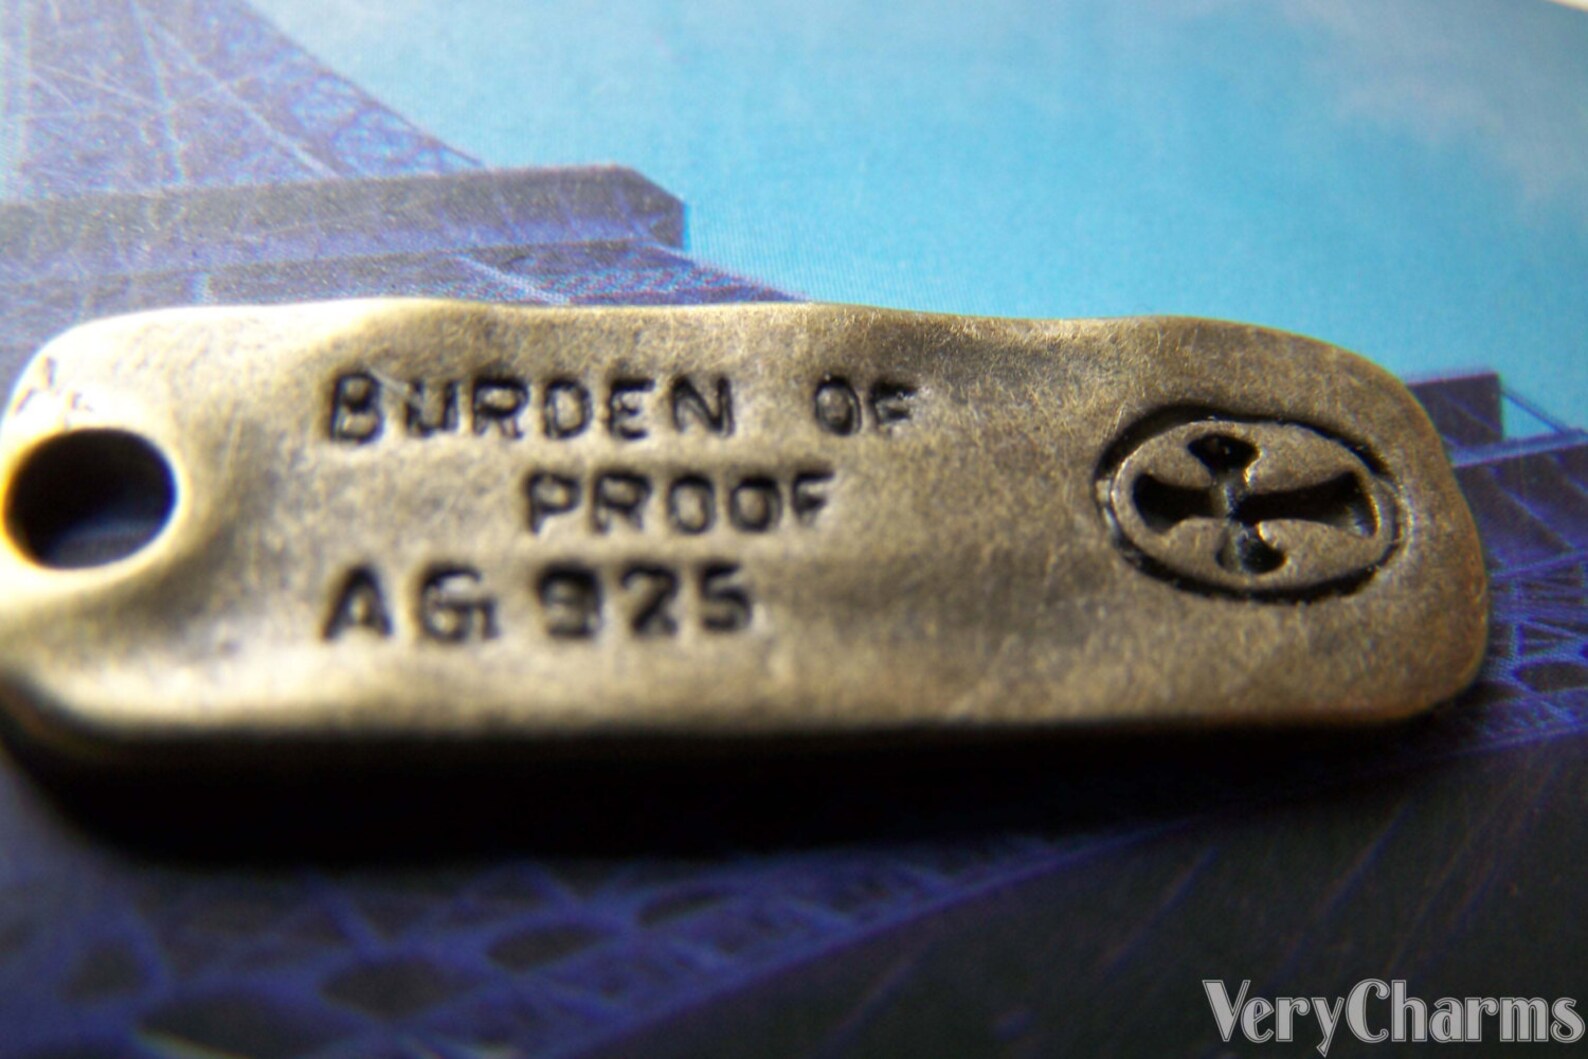 BURDEN OF
PROOF
AG 925
VeryCharms